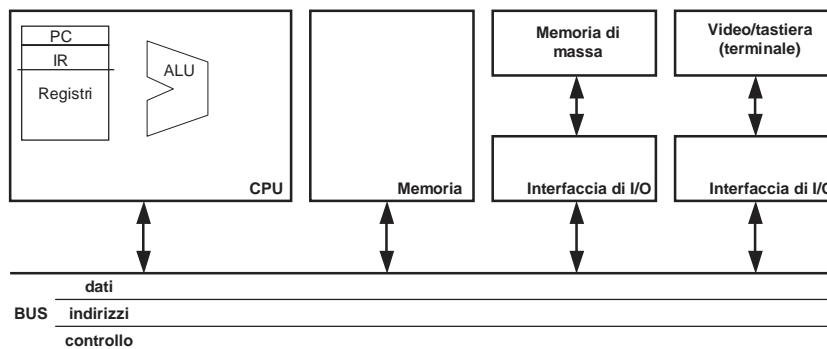 PC
IR
Registri
ALU
CPU
Memoria
Memoria di
massa
Interfaccia di I/O
Video/tastiera
(terminale)
Interfaccia di I/O
dati
BUS indirizzi
controllo